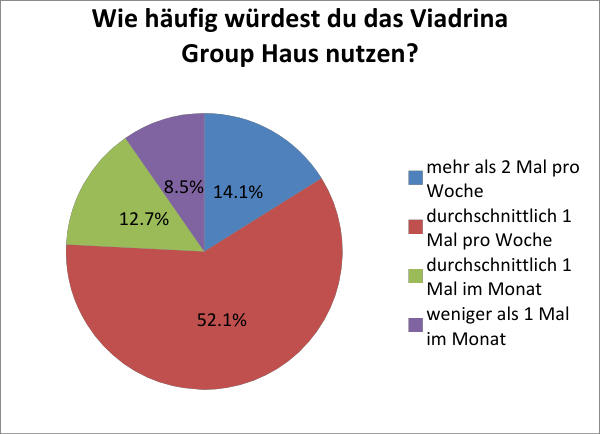 Wie häufig würdest du das Viadrina
Group Haus nutzen?
8.5%
14.1%
12.7%
52.1%
mehr als 2 Mal pro
Woche
durchschnittlich 1
Mal pro Woche
durchschnittlich 1
Mal im Monat
weniger als 1 Mal
im Monat